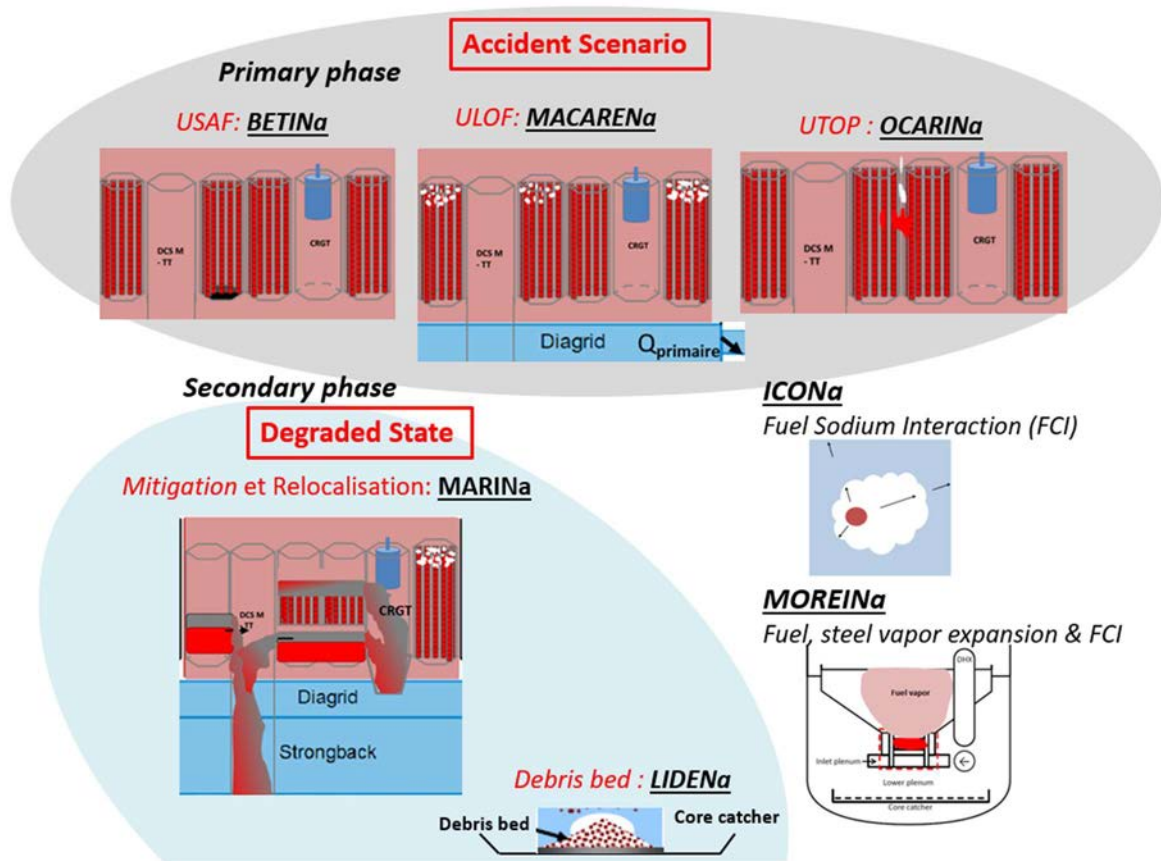 Accident Scenario
Primary phase
USAF: BETINa
ULOF: MACARENa
UTOP : OCARINa
DCS M
- TT
CRGT
DCS M
- TT
CRGT
DCS M
- TT
CRGT
Diagrid
Qprimaire
Secondary phase
Degraded State
Mitigation et Relocalisation: MARINa
DCS M
TT
CRGT
Diagrid
Strongback
Debris bed : LIDENa
Debris bed
Core catcher
ICONa
Fuel Sodium Interaction (FCI)
MOREINa
Fuel, steel vapor expansion & FCI
DHX
Fuel vapor
Inlet plenum
Lower plenum
Core catcher